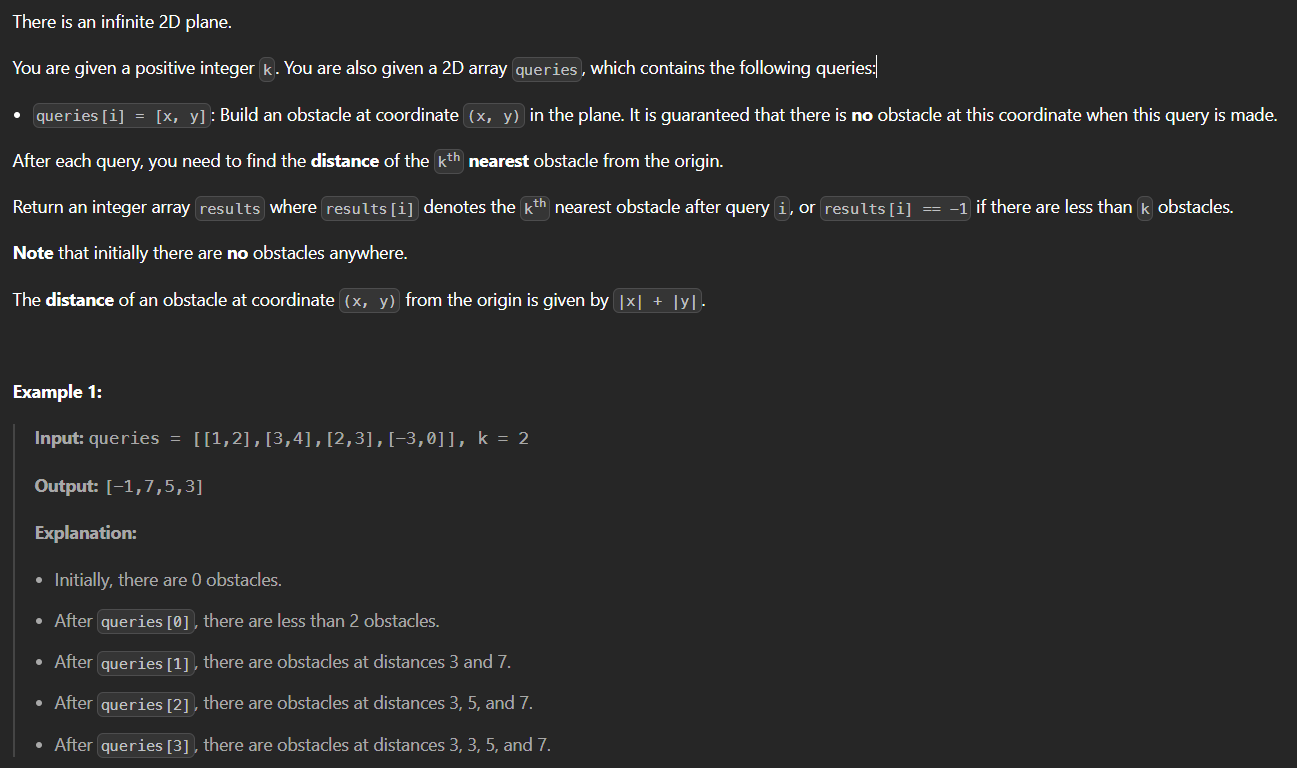 There is an infinite 2D plane.
You are given a positive integer k. You are also given a 2D array queries, which contains the following queries:
• queries[i] = [x, y]: Build an obstacle at coordinate (x, y) in the plane. It is guaranteed that there is no obstacle at this coordinate when this query is made.
After each query, you need to find the distance of the kth nearest obstacle from the origin.
Return an integer array results where results[i] denotes the kth nearest obstacle after query i, or results[i] == -1 if there are less than k obstacles.
Note that initially there are no obstacles anywhere.
The distance of an obstacle at coordinate (x, y) from the origin is given by |x| + |y|.
Example 1:
Input: queries = [[1,2],[3,4],[2,3],[-3,0]], k = 2
Output: [-1,7,5,3]
Explanation:
• Initially, there are 0 obstacles.
• After queries[0], there are less than 2 obstacles.
• After queries[1], there are obstacles at distances 3 and 7.
• After queries[2], there are obstacles at distances 3, 5, and 7.
• After queries[3], there are obstacles at distances 3, 3, 5, and 7.